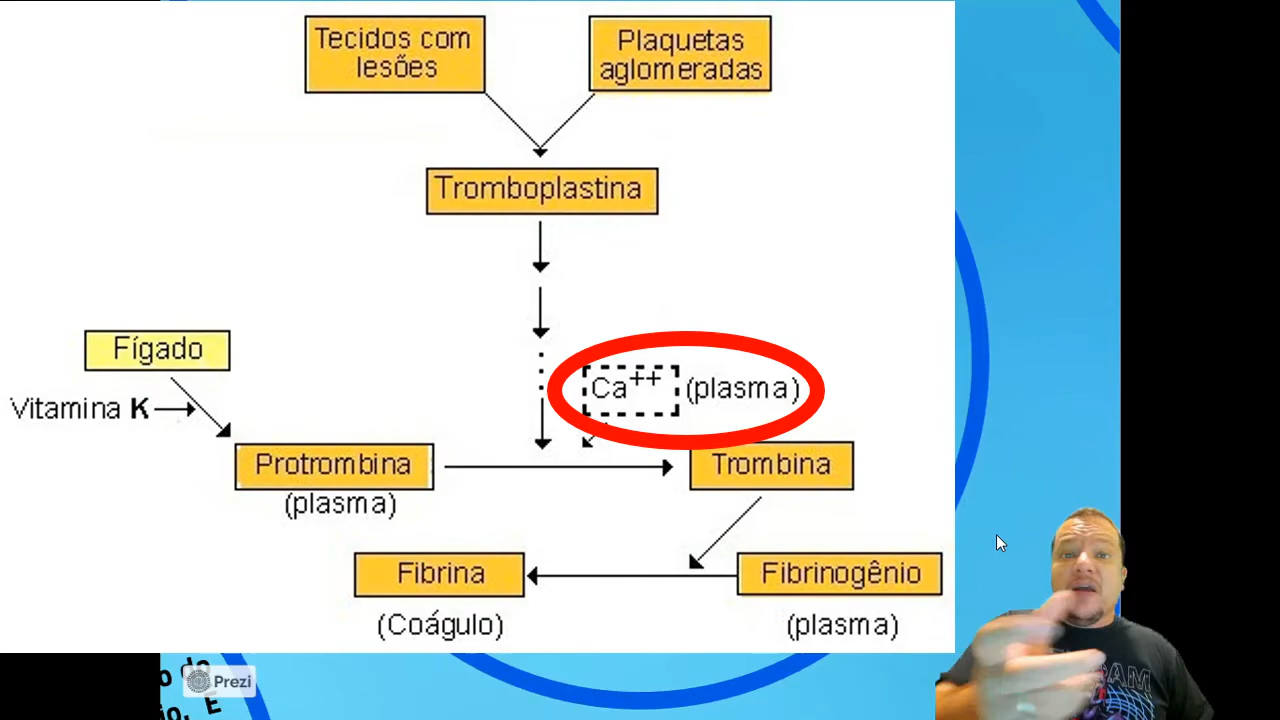 Tecidos com
lesões
Plaquetas
aglomeradas
Tromboplastina
Fígado
Ca++ (plasma)
Vitamina K
Protrombina
Trombina
(plasma)
Fibrina
Fibrinogênio
(Coágulo)
(plasma)
Prezi
E